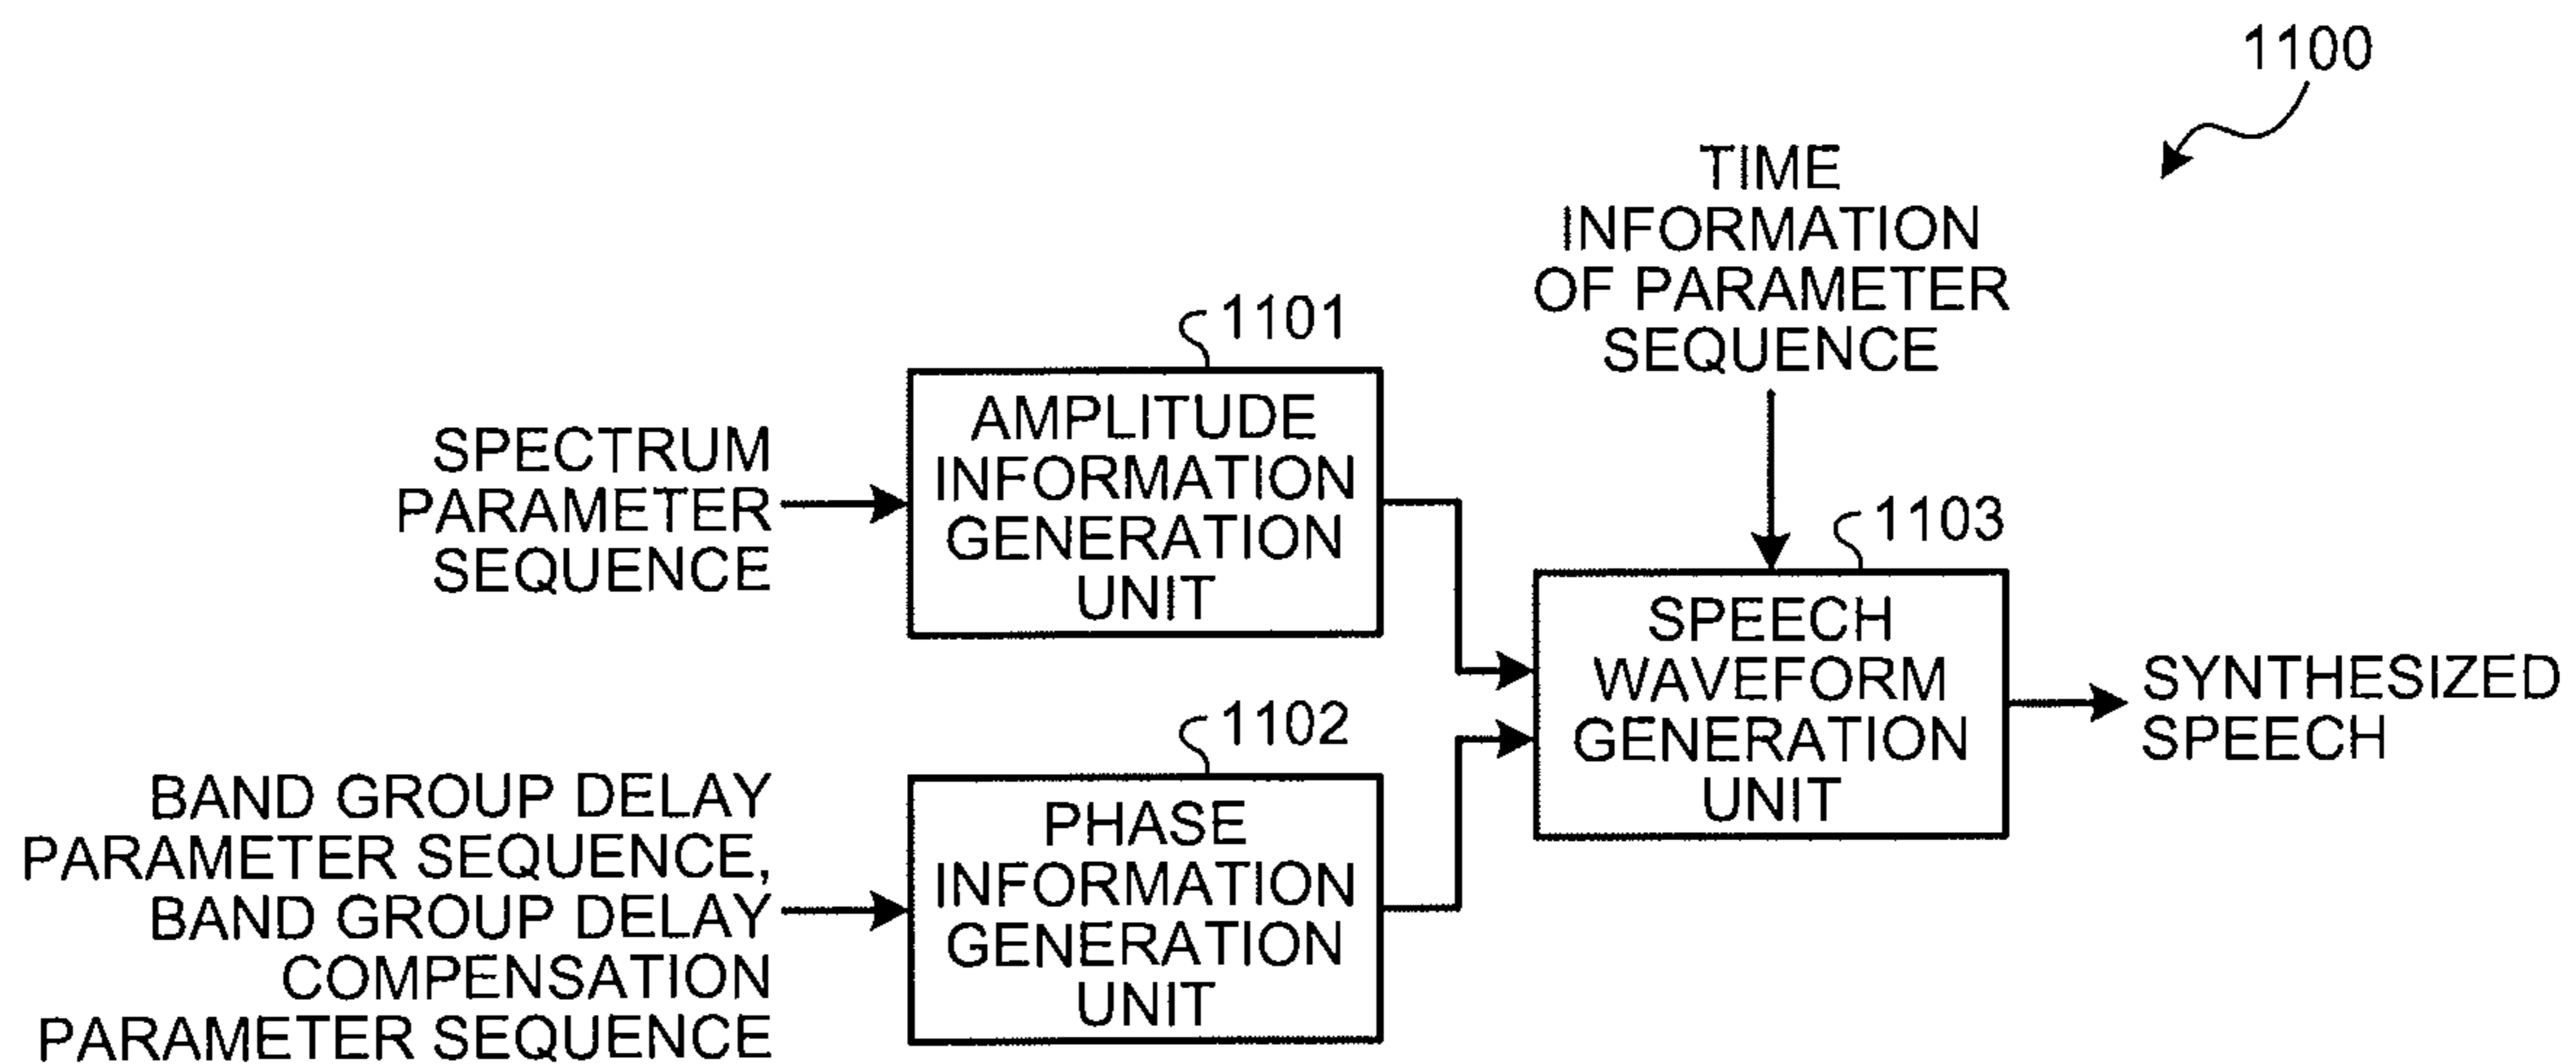 1100
TIME
INFORMATION
OF PARAMETER
SEQUENCE
1101
AMPLITUDE
INFORMATION
GENERATION
UNIT
SPECTRUM
PARAMETER
SEQUENCE
1103
SPEECH
WAVEFORM
GENERATION
UNIT
SYNTHESIZED
SPEECH
1102
PHASE
INFORMATION
GENERATION
UNIT
BAND GROUP DELAY
PARAMETER SEQUENCE,
BAND GROUP DELAY
COMPENSATION
PARAMETER SEQUENCE